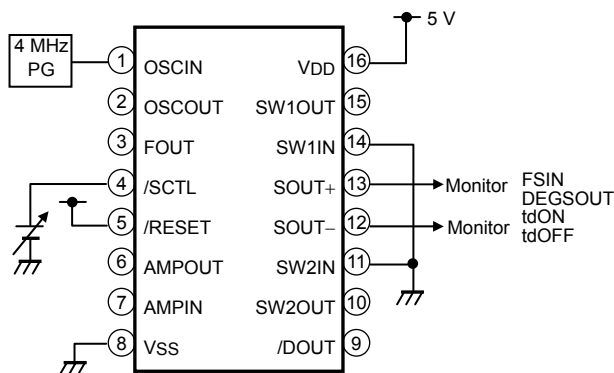 5 V
4 MHz
PG
1 OSCIN VDD 16
2 OSCOUT SW1OUT 15
3 FOUT SW1IN 14
4 /SCTL SOUT+ 13 Monitor FSIN
DEGSOUT
5 /RESET SOUT− 12 Monitor tdON
tdOFF
6 AMPOUT SW2IN 11
7 AMPIN SW2OUT 10
8 VSS /DOUT 9